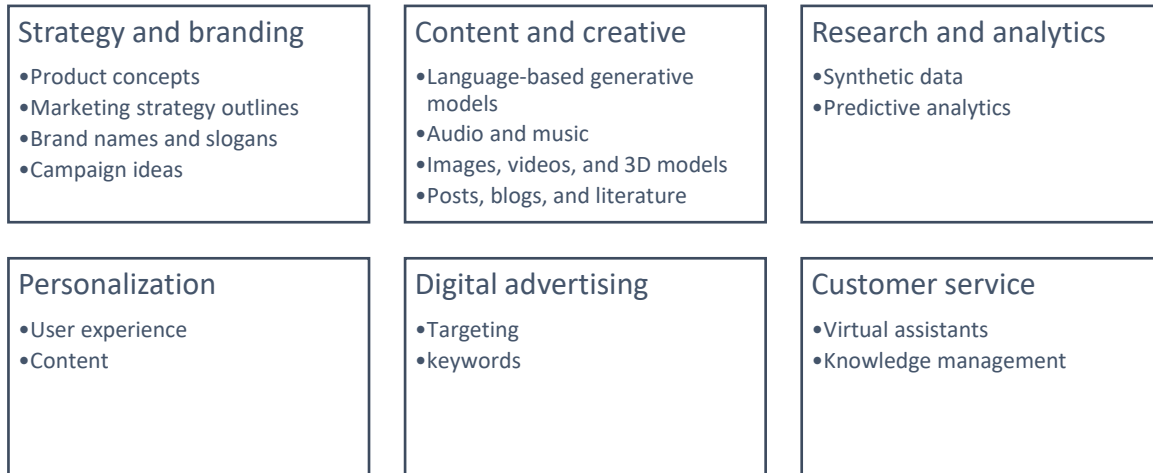 Strategy and branding
•Product concepts
•Marketing strategy outlines
•Brand names and slogans
•Campaign ideas
Content and creative
•Language-based generative
models
•Audio and music
•Images, videos, and 3D models
•Posts, blogs, and literature
Research and analytics
•Synthetic data
•Predictive analytics
Personalization
•User experience
•Content
Digital advertising
•Targeting
•keywords
Customer service
•Virtual assistants
•Knowledge management